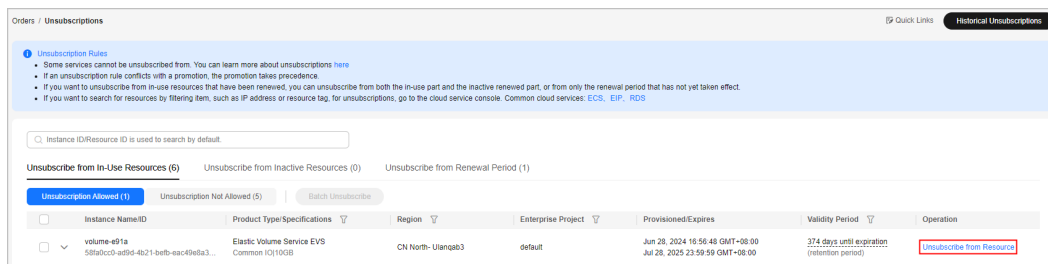 Orders / Unsubscriptions
Quick Links
Historical Unsubscriptions
Unsubscription Rules
• Some services cannot be unsubscribed from. You can learn more about unsubscriptions here
• If an unsubscription rule conflicts with a promotion, the promotion takes precedence.
• If you want to unsubscribe from in-use resources that have been renewed, you can unsubscribe from both the in-use part and the inactive renewed part, or from only the renewal period that has not yet taken effect.
• If you want to search for resources by filtering item, such as IP address or resource tag, for unsubscriptions, go to the cloud service console. Common cloud services: ECS、EIP、RDS
Instance ID/Resource ID is used to search by default.
Unsubscribe from In-Use Resources (6) Unsubscribe from Inactive Resources (0) Unsubscribe from Renewal Period (1)
Unsubscription Allowed (1) Unsubscription Not Allowed (5) Batch Unsubscribe
Instance Name/ID Product Type/Specifications Region Enterprise Project Provisioned/Expires Validity Period Operation
volume-e91a Elastic Volume Service EVS CN North- Ulanqab3 default Jun 28, 2024 16:56:48 GMT+08:00 374 days until expiration Unsubscribe from Resource
58fa0cc0-ad9d-4b21-befb-eac49e8a3... Common IO|10GB Jul 28, 2025 23:59:59 GMT+08:00 (retention period)